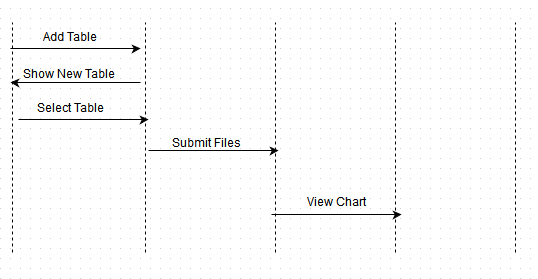 Add Table
Show New Table
Select Table
Submit Files
View Chart